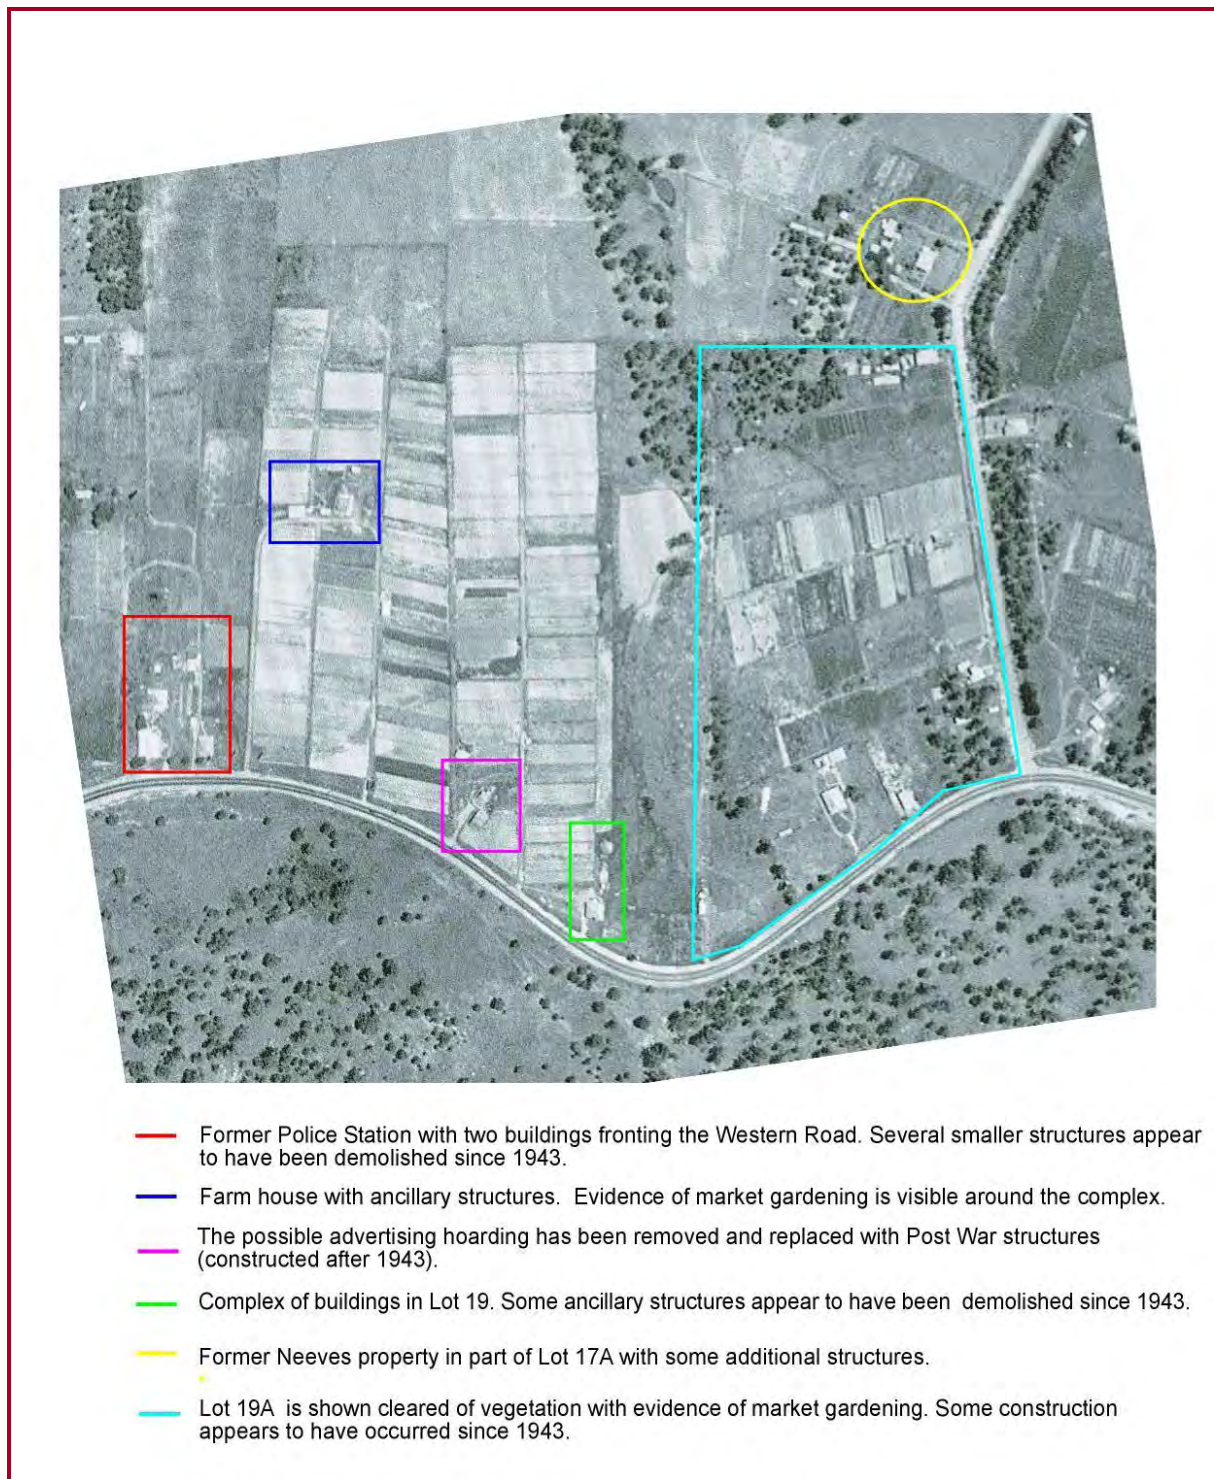 Former Police Station with two buildings fronting the Western Road. Several smaller structures appear
to have been demolished since 1943.
Farm house with ancillary structures. Evidence of market gardening is visible around the complex.
The possible advertising hoarding has been removed and replaced with Post War structures
(constructed after 1943).
Complex of buildings in Lot 19. Some ancillary structures appear to have been demolished since 1943.
Former Neeves property in part of Lot 17A with some additional structures.
Lot 19A is shown cleared of vegetation with evidence of market gardening. Some construction
appears to have occurred since 1943.